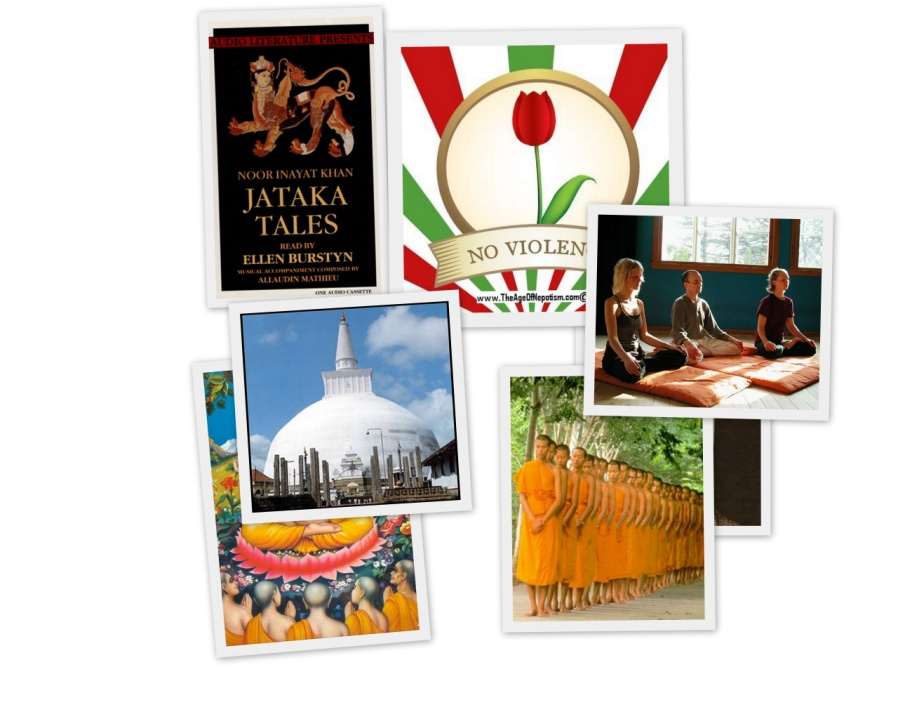 AUDIO LITERATURE PRESENTS
NOOR INAYAT KHAN
JATAKA
TALES
READ BY
ELLEN BURSTYN
MUSICAL ACCOMPANIMENT COMPOSED BY
ALLAUDIN MATHIEU
ONE AUDIO CASSETTE
NO VIOLEN
www.TheAgeOfNepotism.com©